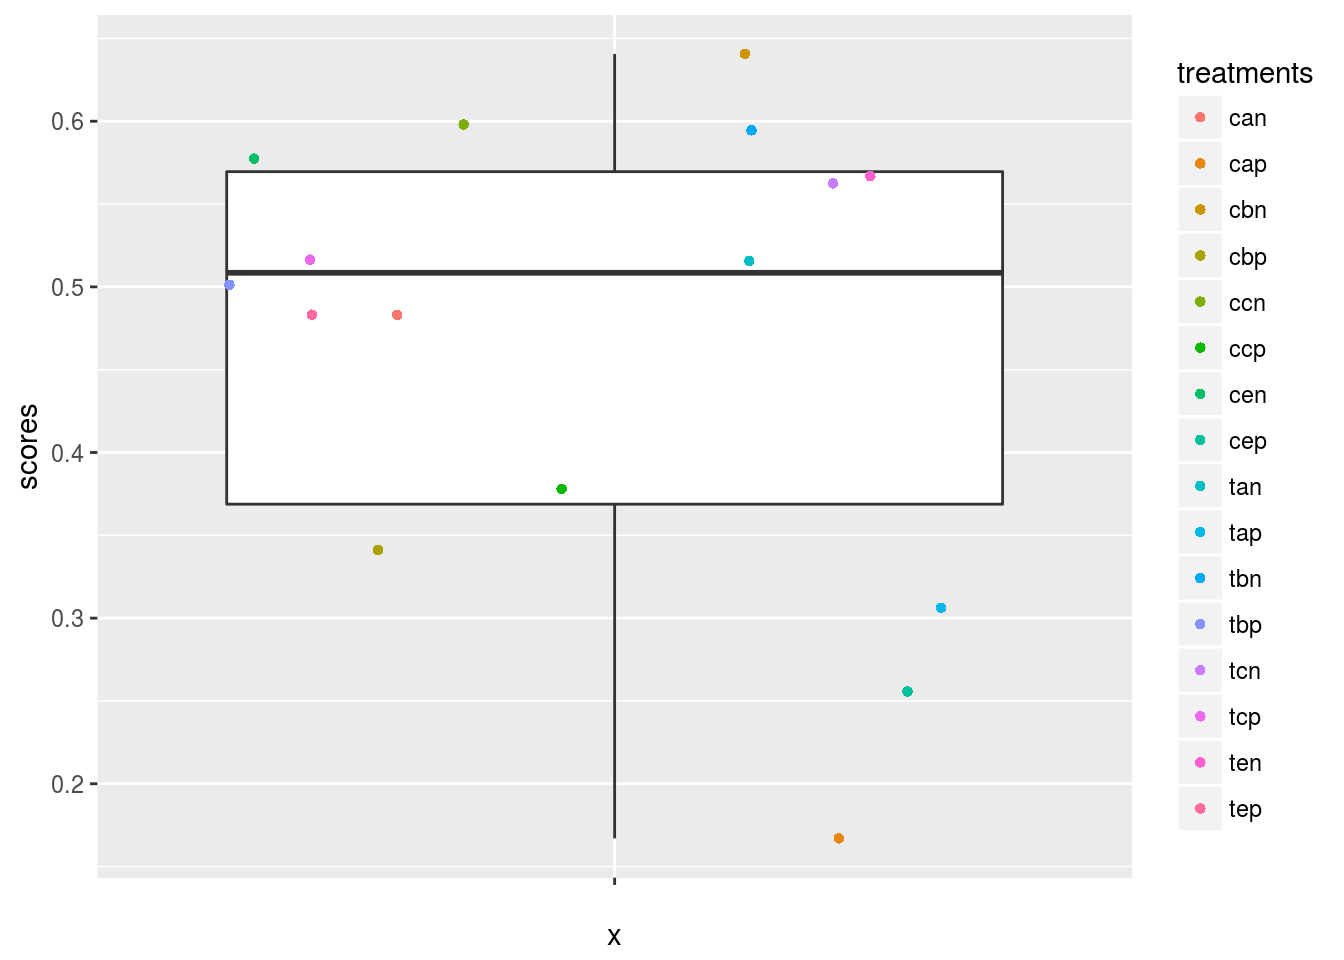 scores
0.6
0.5
0.4
0.3
0.2
x
treatments
can
cap
cbn
cbp
ccn
ccp
cen
cep
tan
tap
tbn
tbp
tcn
tcp
ten
tep